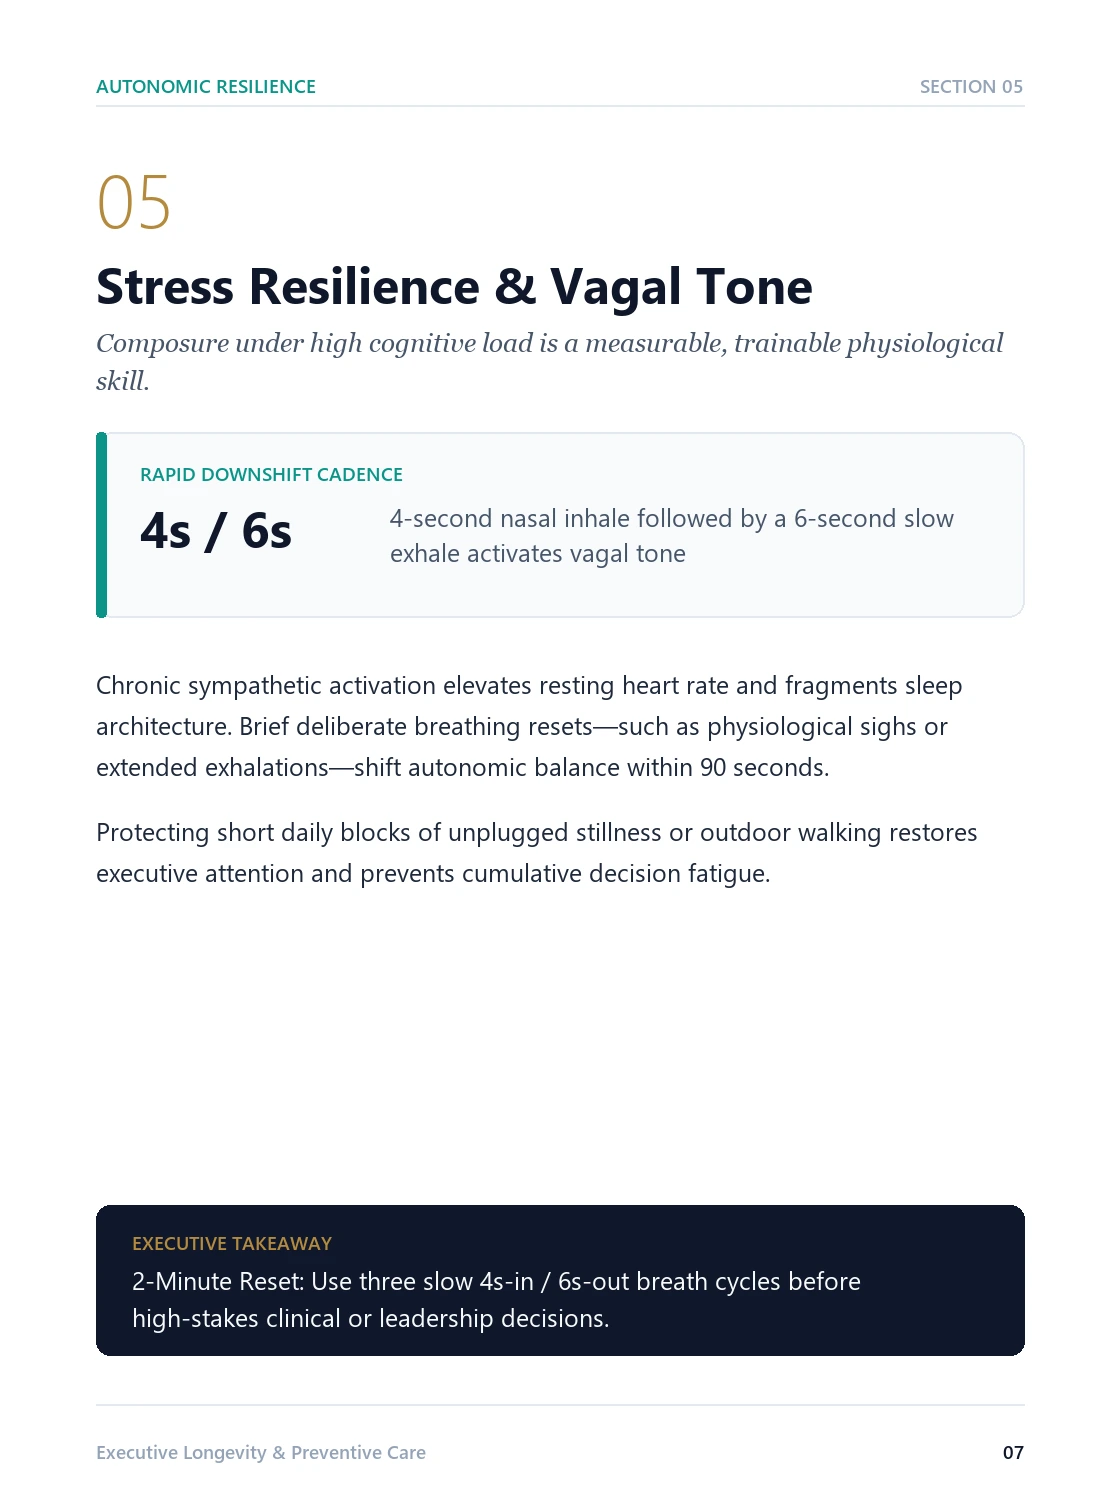 AUTONOMIC RESILIENCE
SECTION 05
05
Stress Resilience & Vagal Tone
Composure under high cognitive load is a measurable, trainable physiological
skill.
RAPID DOWNSHIFT CADENCE
4s / 6s
4-second nasal inhale followed by a 6-second slow
exhale activates vagal tone
Chronic sympathetic activation elevates resting heart rate and fragments sleep
architecture. Brief deliberate breathing resets—such as physiological sighs or
extended exhalations—shift autonomic balance within 90 seconds.
Protecting short daily blocks of unplugged stillness or outdoor walking restores
executive attention and prevents cumulative decision fatigue.
EXECUTIVE TAKEAWAY
2-Minute Reset: Use three slow 4s-in / 6s-out breath cycles before
high-stakes clinical or leadership decisions.
Executive Longevity & Preventive Care
07